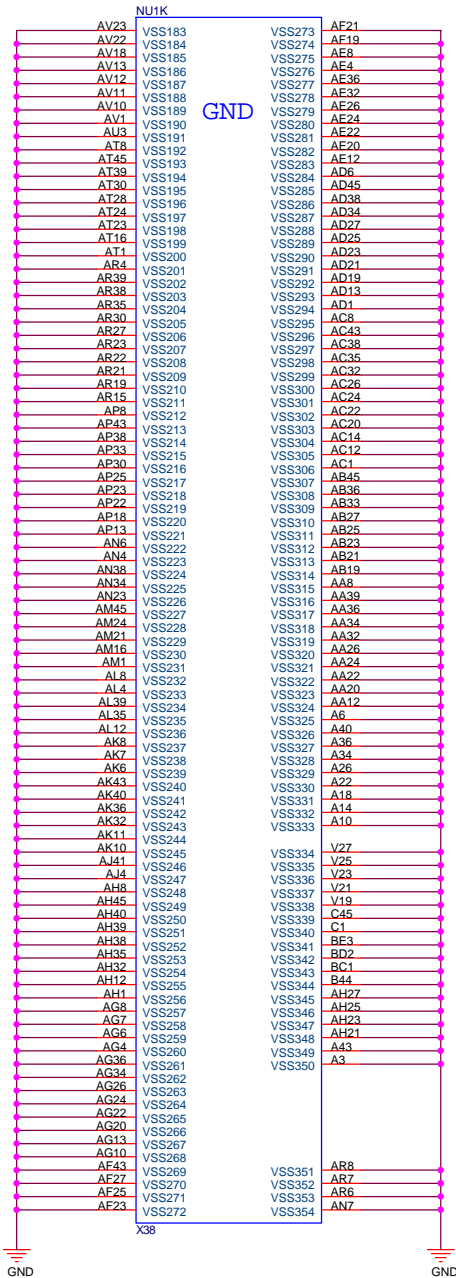 NU1K
GND
AV23 VSS183 VSS273 AF21
AV22 VSS184 VSS274 AF19
AV18 VSS185 VSS275 AE8
AV13 VSS186 VSS276 AE4
AV12 VSS187 VSS277 AE36
AV11 VSS188 VSS278 AE32
AV10 VSS189 VSS279 AE26
AV1 VSS190 VSS280 AE24
AU3 VSS191 VSS281 AE22
AT8 VSS192 VSS282 AE20
AT45 VSS193 VSS283 AE12
AT39 VSS194 VSS284 AD6
AT30 VSS195 VSS285 AD45
AT28 VSS196 VSS286 AD38
AT24 VSS197 VSS287 AD34
AT23 VSS198 VSS288 AD27
AT16 VSS199 VSS289 AD25
AT1 VSS200 VSS290 AD23
AR4 VSS201 VSS291 AD21
AR39 VSS202 VSS292 AD19
AR38 VSS203 VSS293 AD13
AR35 VSS204 VSS294 AD1
AR30 VSS205 VSS295 AC8
AR27 VSS206 VSS296 AC43
AR23 VSS207 VSS297 AC38
AR22 VSS208 VSS298 AC35
AR21 VSS209 VSS299 AC32
AR19 VSS210 VSS300 AC26
AR15 VSS211 VSS301 AC24
AP8 VSS212 VSS302 AC22
AP43 VSS213 VSS303 AC20
AP38 VSS214 VSS304 AC14
AP33 VSS215 VSS305 AC12
AP30 VSS216 VSS306 AC1
AP25 VSS217 VSS307 AB45
AP23 VSS218 VSS308 AB36
AP22 VSS219 VSS309 AB33
AP18 VSS220 VSS310 AB27
AP13 VSS221 VSS311 AB25
AN6 VSS222 VSS312 AB23
AN4 VSS223 VSS313 AB21
AN38 VSS224 VSS314 AB19
AN34 VSS225 VSS315 AA8
AN23 VSS226 VSS316 AA39
AM45 VSS227 VSS317 AA36
AM24 VSS228 VSS318 AA34
AM21 VSS229 VSS319 AA32
AM16 VSS230 VSS320 AA26
AM1 VSS231 VSS321 AA24
AL8 VSS232 VSS322 AA22
AL4 VSS233 VSS323 AA20
AL39 VSS234 VSS324 AA12
AL35 VSS235 VSS325 A6
AL12 VSS236 VSS326 A40
AK8 VSS237 VSS327 A36
AK7 VSS238 VSS328 A34
AK6 VSS239 VSS329 A26
AK43 VSS240 VSS330 A22
AK40 VSS241 VSS331 A18
AK36 VSS242 VSS332 A14
AK32 VSS243 VSS333 A10
AK11 VSS244
AK10 VSS245 VSS334 V27
AJ41 VSS246 VSS335 V25
AJ4 VSS247 VSS336 V23
AH8 VSS248 VSS337 V21
AH45 VSS249 VSS338 V19
AH40 VSS250 VSS339 C45
AH39 VSS251 VSS340 C1
AH38 VSS252 VSS341 BE3
AH35 VSS253 VSS342 BD2
AH32 VSS254 VSS343 BC1
AH12 VSS255 VSS344 B44
AH1 VSS256 VSS345 AH27
AG8 VSS257 VSS346 AH25
AG7 VSS258 VSS347 AH23
AG6 VSS259 VSS348 AH21
AG4 VSS260 VSS349 A43
AG36 VSS261 VSS350 A3
AG34 VSS262
AG26 VSS263
AG24 VSS264
AG22 VSS265
AG20 VSS266
AG13 VSS267
AG10 VSS268
AF43 VSS269 VSS351 AR8
AF27 VSS270 VSS352 AR7
AF25 VSS271 VSS353 AR6
AF23 VSS272 VSS354 AN7
X38
GND GND